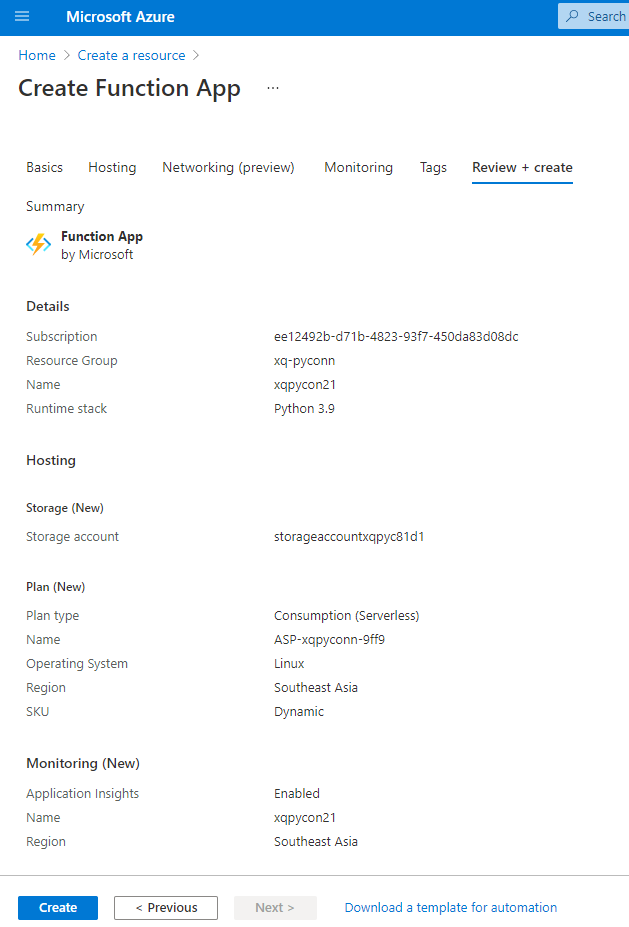 Microsoft Azure
Search
Home > Create a resource >
Create Function App ...
Basics Hosting Networking (preview) Monitoring Tags Review + create
Summary
Function App
by Microsoft
Details
Subscription ee12492b-d71b-4823-93f7-450da83d08dc
Resource Group xq-pyconn
Name xqpycon21
Runtime stack Python 3.9
Hosting
Storage (New)
Storage account storageaccountxqpyc81d1
Plan (New)
Plan type Consumption (Serverless)
Name ASP-xqpyconn-9ff9
Operating System Linux
Region Southeast Asia
SKU Dynamic
Monitoring (New)
Application Insights Enabled
Name xqpycon21
Region Southeast Asia
Create < Previous Next > Download a template for automation